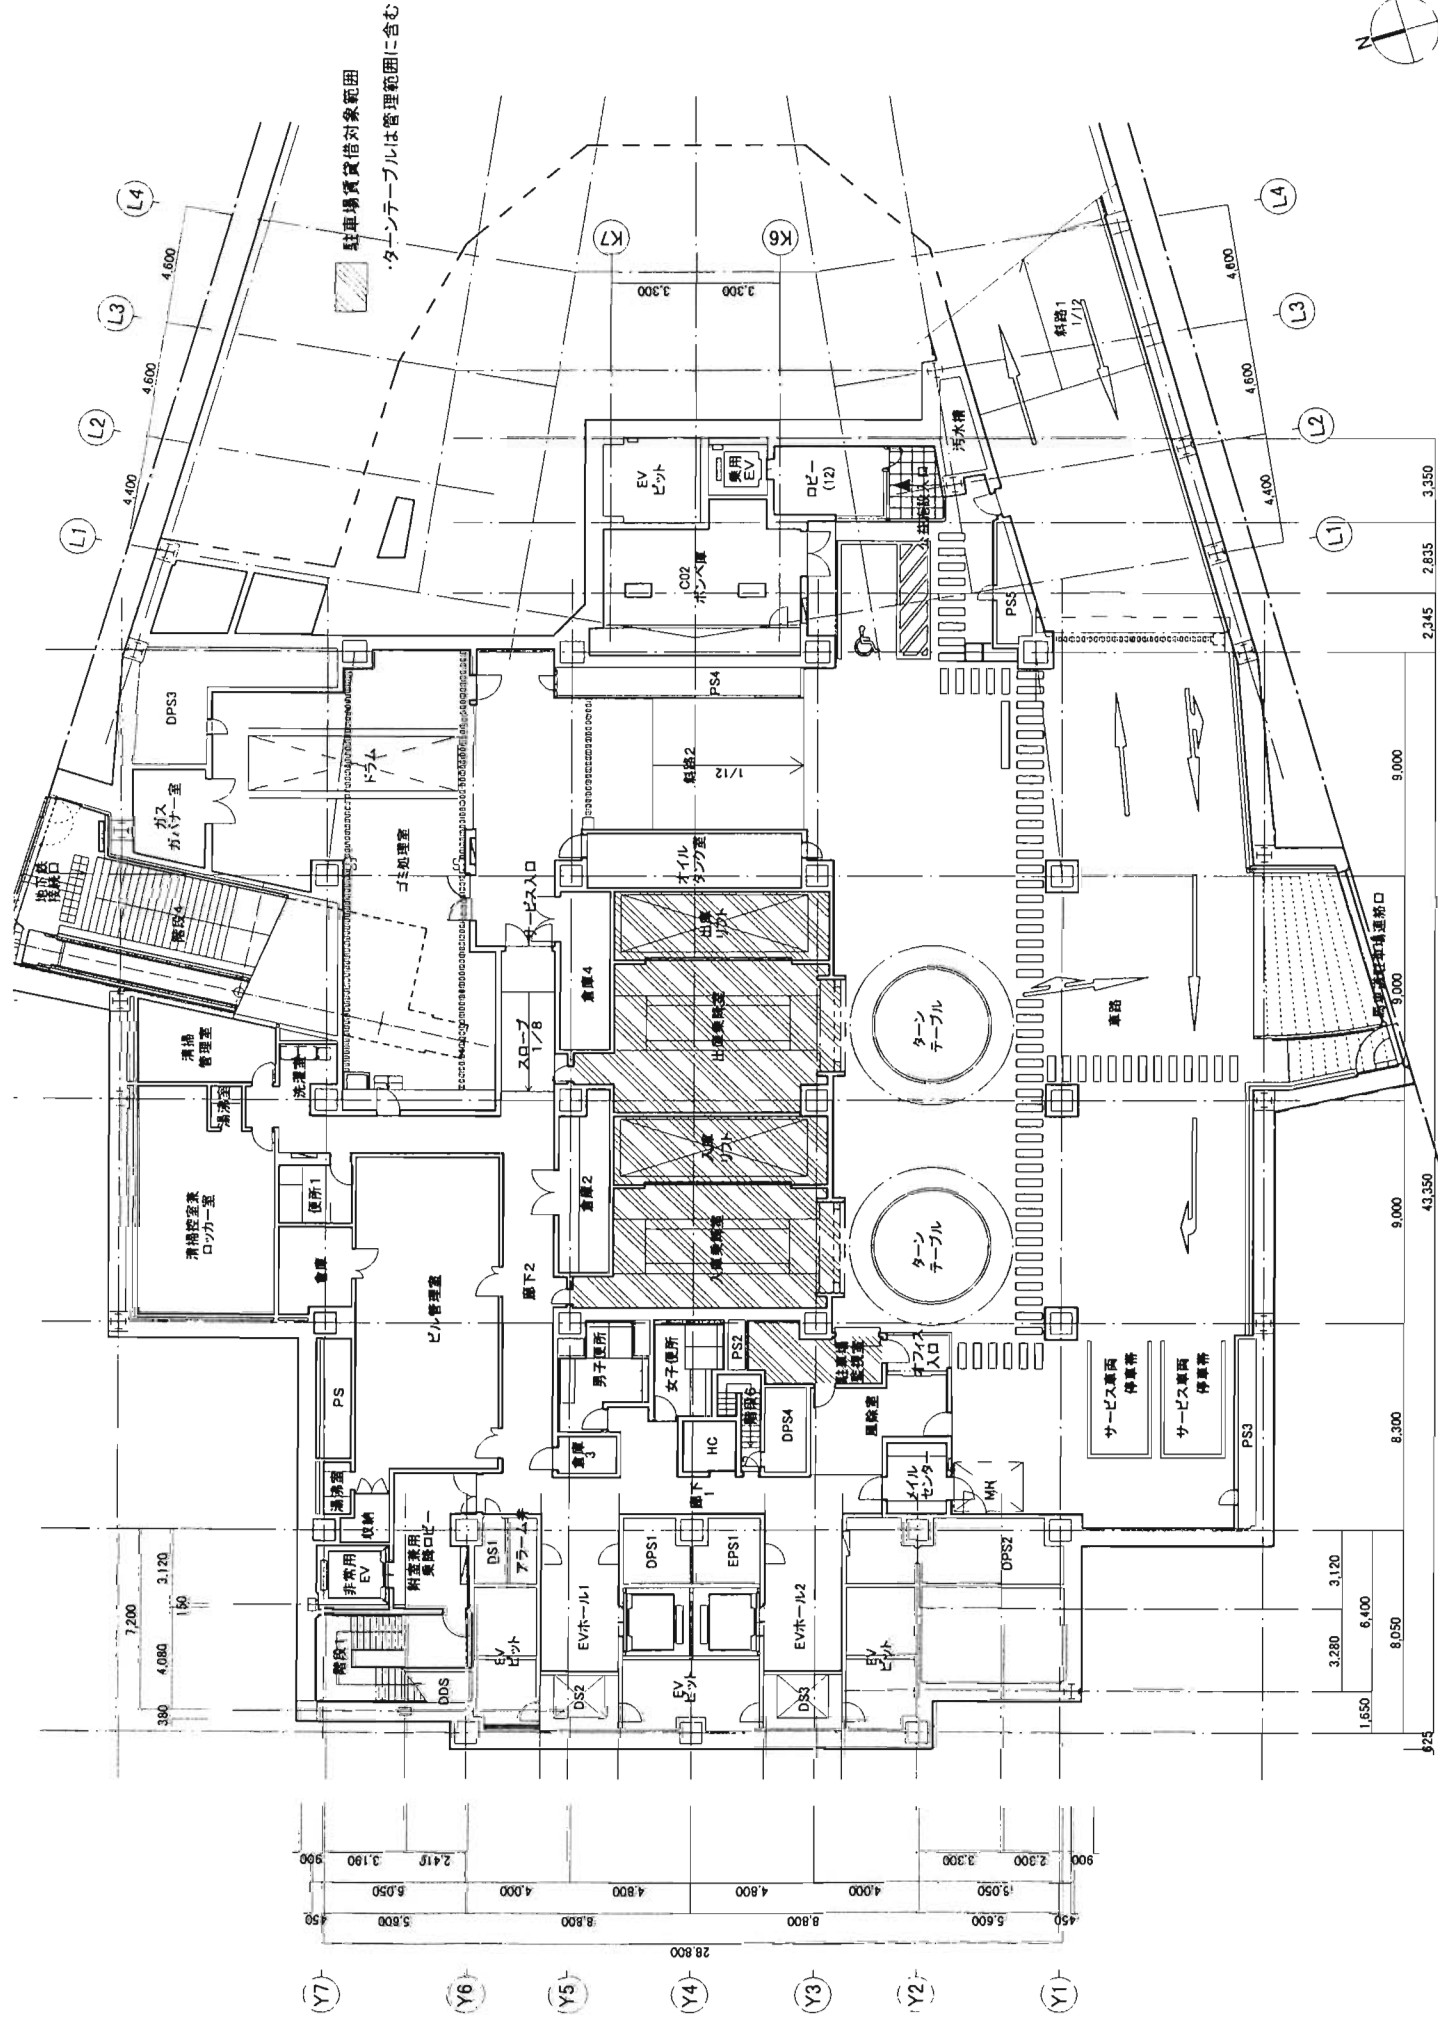 駐車場賃貸借対象範囲
・ターンテーブルは管理範囲に含む
N
L4
L3
L2
L1
4,600
4,600
4,400
K7
K6
3,300
3,300
L4
L3
L2
L1
4,600
4,600
4,400
斜路1
1/12
汚水槽
EV
ピット
乗用
EV
ロビー
(12)
CO2
ボンベ庫
PS5
PS4
DPS3
ガス
ガバナー室
ドラム
ゴミ処理室
地下鉄
接続口
階段4
斜路2
1/12
オイル
タンク室
サービス入口
出庫
リフト
倉庫4
スロープ
1/8
ターン
テーブル
車路
清掃
管理室
洗濯室
湯沸室
清掃控室兼
ロッカー室
便所1
倉庫
ビル管理室
廊下2
倉庫2
入庫
リフト
ターン
テーブル
男子便所
女子便所
PS2
駐車場
監視室
オフィス
入口
風除室
階段6
DPS4
HC
倉庫
3
PS
湯沸室
収納
廊下
1
メイル
センター
MH
サービス車両
停車帯
サービス車両
停車帯
PS3
非常用
EV
附室兼用
乗降ロビー
DS1
アラーム弁
DPS1
EPS1
DPS2
階段1
DDS
EV
ピット
EVホール1
EVホール2
EV
ピット
DS2
EV
ピット
DS3
7,200
3,120
150
4,080
380
3,350
2,835
2,345
9,000
9,000
9,000
43,350
8,300
3,120
3,280
6,400
8,050
1,650
625
900
3,190
2,410
3,300
2,300
900
6,050
4,000
4,800
4,800
4,000
450
5,600
8,800
8,800
5,600
450
28,800
Y7
Y6
Y5
Y4
Y3
Y2
Y1